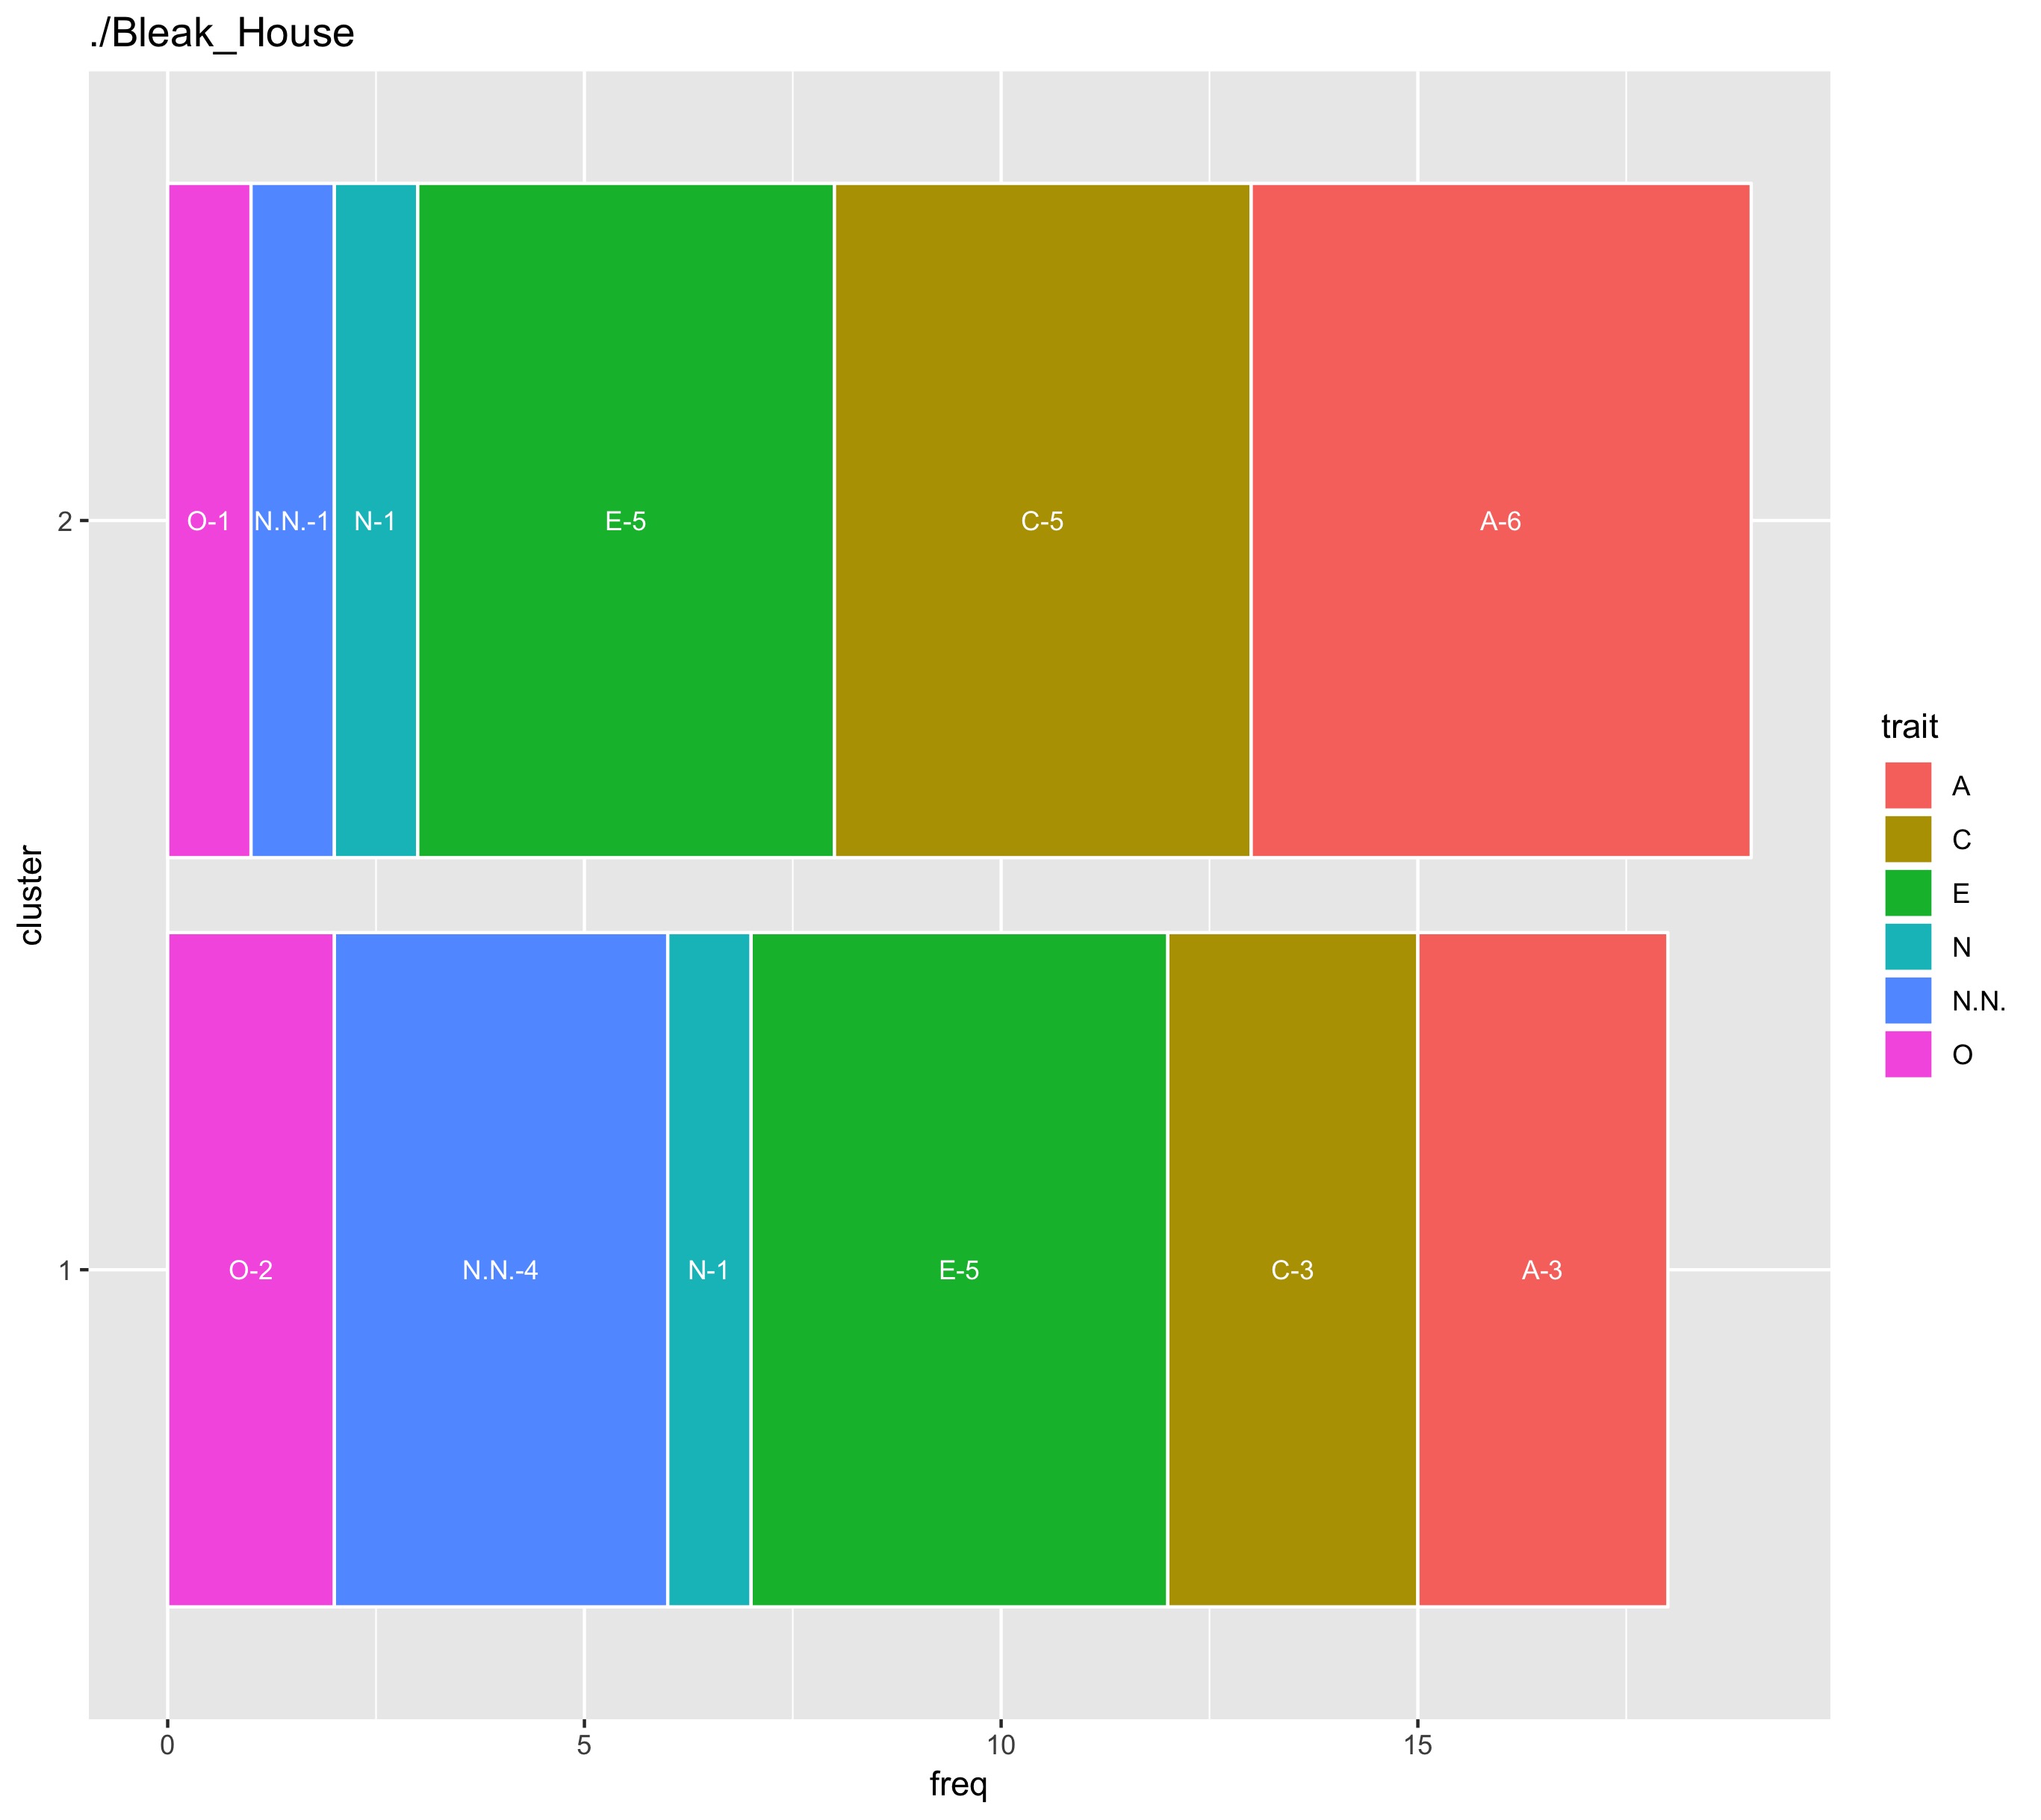 ./Bleak_House
cluster
2
O-1 N.N.-1 N-1 E-5 C-5 A-6
1
O-2 N.N.-4 N-1 E-5 C-3 A-3
0 5 10 15
freq
trait
A
C
E
N
N.N.
O